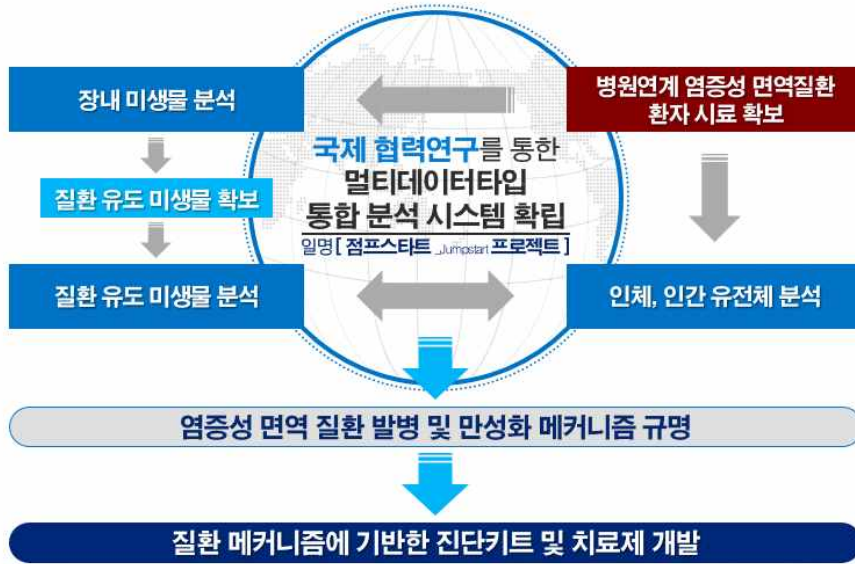 장내 미생물 분석
병원연계 염증성 면역질환
환자 시료 확보
국제 협력연구를 통한
멀티데이터타입
통합 분석 시스템 확립
일명 [ 점프스타트 _Jumpstart 프로젝트 ]
질환 유도 미생물 확보
질환 유도 미생물 분석
인체, 인간 유전체 분석
염증성 면역 질환 발병 및 만성화 메커니즘 규명
질환 메커니즘에 기반한 진단키트 및 치료제 개발